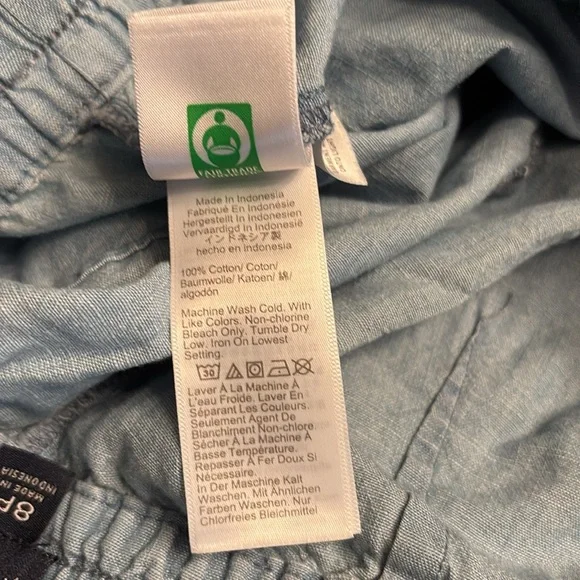 FAIR TRADE
Made In Indonesia
Fabriqué En Indonésie
Hergestellt In Indonesien
Vervaardigd In Indonesië
インドネシア製
hecho en indonesia
100% Cotton/ Coton/
Baumwolle/ Katoen/ 綿/
algodón
Machine Wash Cold. With
Like Colors. Non-chlorine
Bleach Only. Tumble Dry
Low. Iron On Lowest
Setting.
30
Laver À La Machine À
L'eau Froide. Laver En
Séparant Les Couleurs.
Seulement Agent De
Blanchiment Non-chlore.
Sécher À La Machine À
Basse Température.
Repasser À Fer Doux Si
Nécessaire.
In Der Maschine Kalt
Waschen. Mit Ähnlichen
Farben Waschen. Nur
Chlorfreies Bleichmittel
8P
MADE IN
INDONESIA